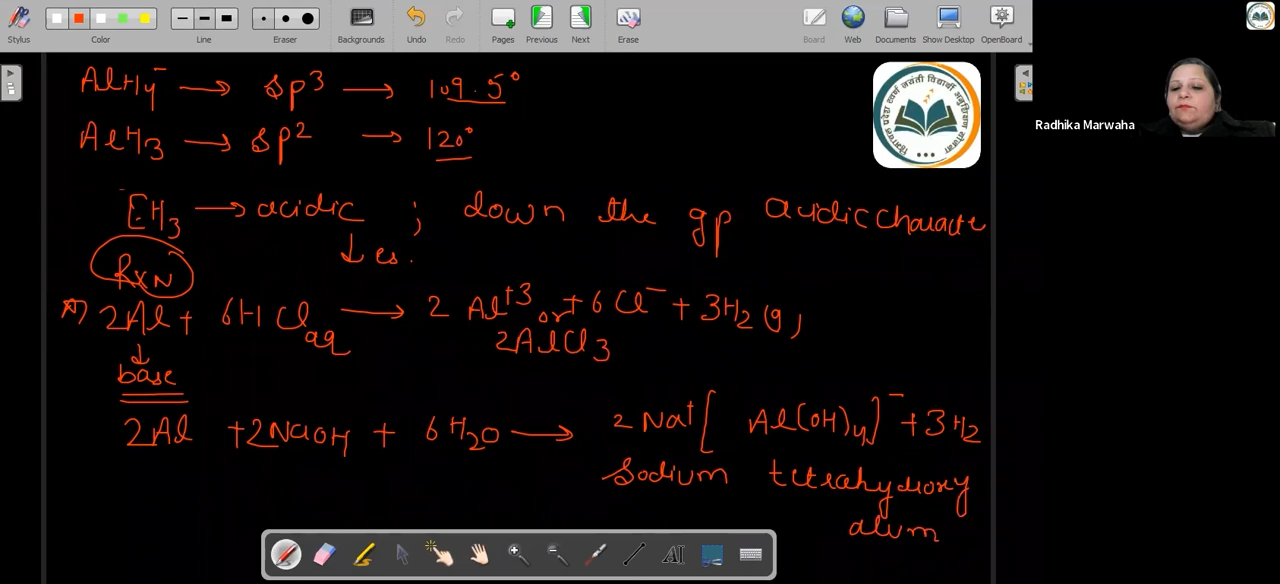 Stylus Color Line Eraser Backgrounds Undo Redo Pages Previous Next Erase Board Web Documents Show Desktop OpenBoard
Radhika Marwaha
AlH4⁻ → sp³ → 109.5°
AlH3 → sp² → 120°
EH3 → acidic ; down the gp acidic characte
↓es.
RXN
2Al + 6HCl aq → 2Al⁺³ + 6Cl⁻ + 3H2 (g)
or 2AlCl3
↓
base
2Al + 2NaOH + 6H2O → 2Na⁺[Al(OH)4]⁻ + 3H2
Sodium tetrahydroxy
alum
AI